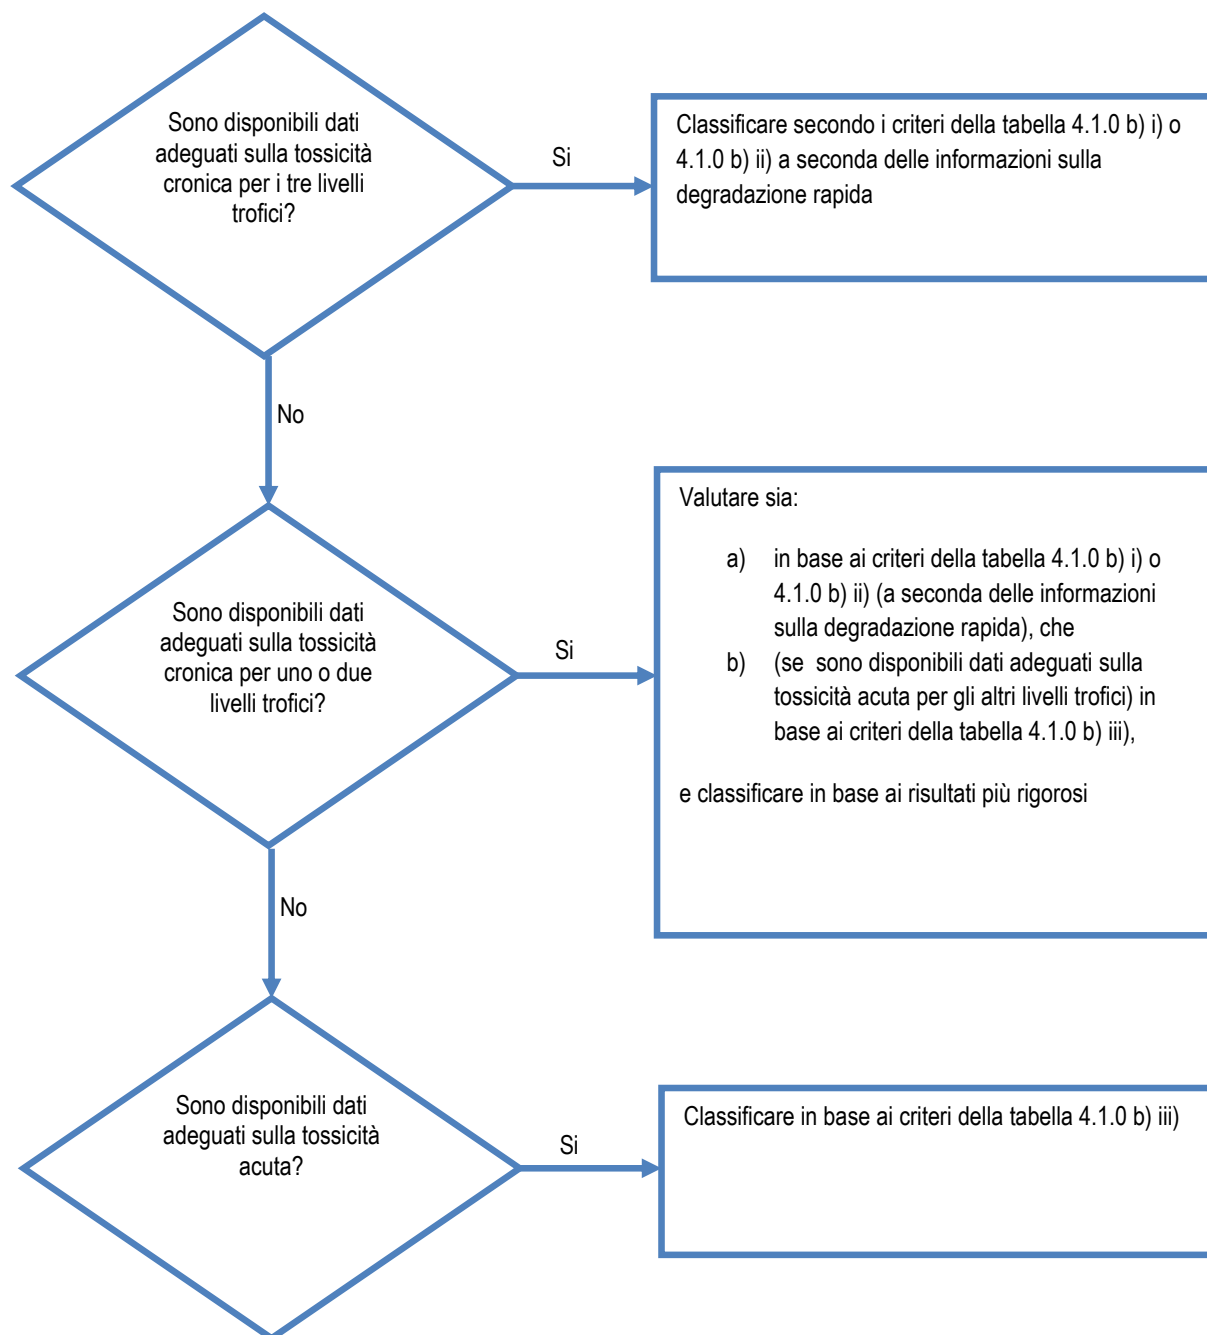 Sono disponibili dati
adeguati sulla tossicità
cronica per i tre livelli
trofici?
Si
Classificare secondo i criteri della tabella 4.1.0 b) i) o
4.1.0 b) ii) a seconda delle informazioni sulla
degradazione rapida
No
Sono disponibili dati
adeguati sulla tossicità
cronica per uno o due
livelli trofici?
Si
Valutare sia:
a) in base ai criteri della tabella 4.1.0 b) i) o
4.1.0 b) ii) (a seconda delle informazioni
sulla degradazione rapida), che
b) (se sono disponibili dati adeguati sulla
tossicità acuta per gli altri livelli trofici) in
base ai criteri della tabella 4.1.0 b) iii),
e classificare in base ai risultati più rigorosi
No
Sono disponibili dati
adeguati sulla tossicità
acuta?
Si
Classificare in base ai criteri della tabella 4.1.0 b) iii)